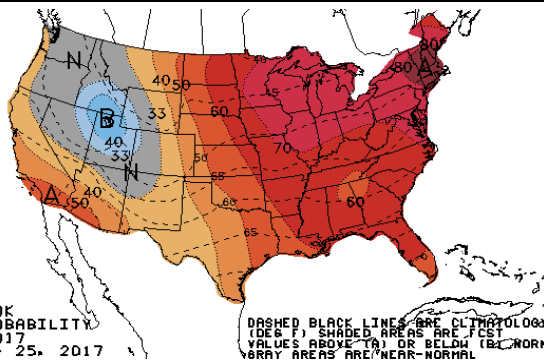 80
80 A
N
40 50
40
45
33
60
B
40
33
70
50
N
55
A 40
50
60
60
65
OK
OBABILITY
017
25, 2017
DASHED BLACK LINES ARE CLIMATOLOGY
(DEG F) SHADED AREAS ARE FCST
VALUES ABOVE (A) OR BELOW (B) NORM
GRAY AREAS ARE NEAR-NORMAL